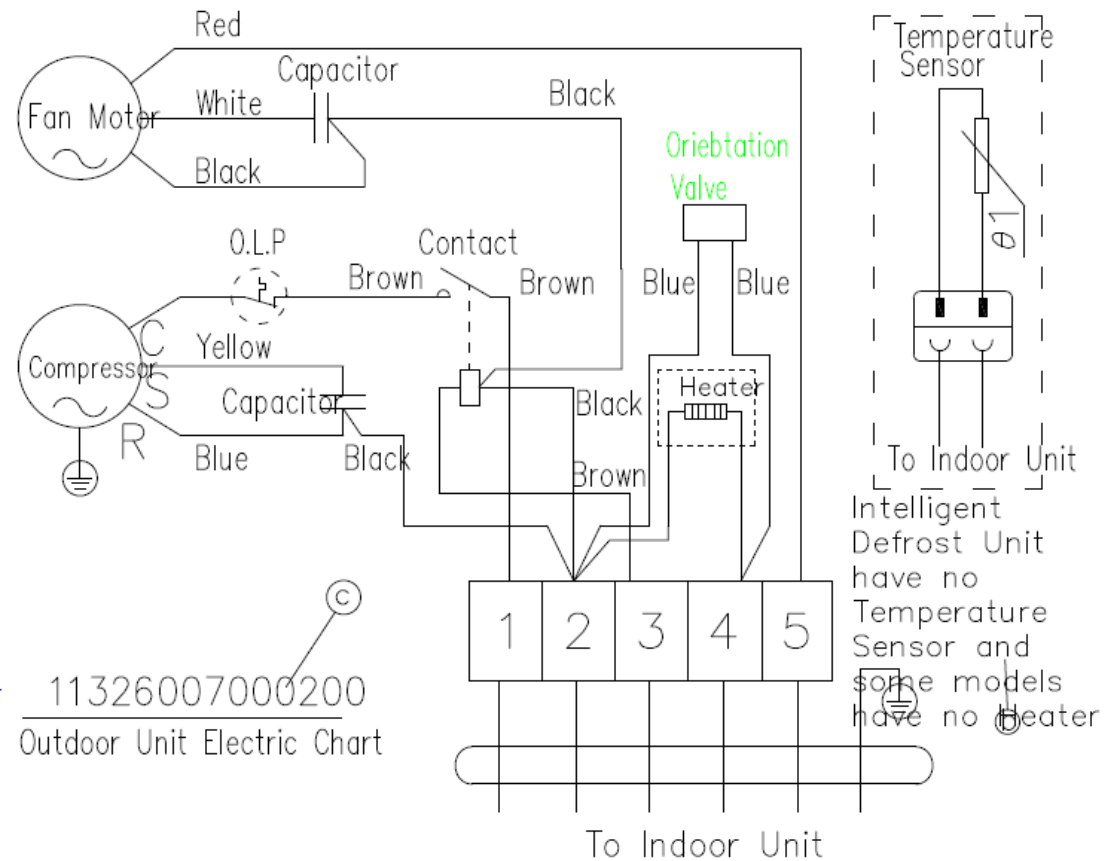 Red
Capacitor
Fan Motor
White
Black
Black
Oriebtation
Valve
Temperature
Sensor
θ1
O.L.P
Contact
Brown
Brown
Blue
Blue
Compressor
C
S
R
Yellow
Capacitor
Heater
Black
Blue
Black
Brown
To Indoor Unit
Intelligent
Defrost Unit
have no
Temperature
Sensor and
some models
have no Heater
1 2 3 4 5
C
11326007000200
Outdoor Unit Electric Chart
To Indoor Unit